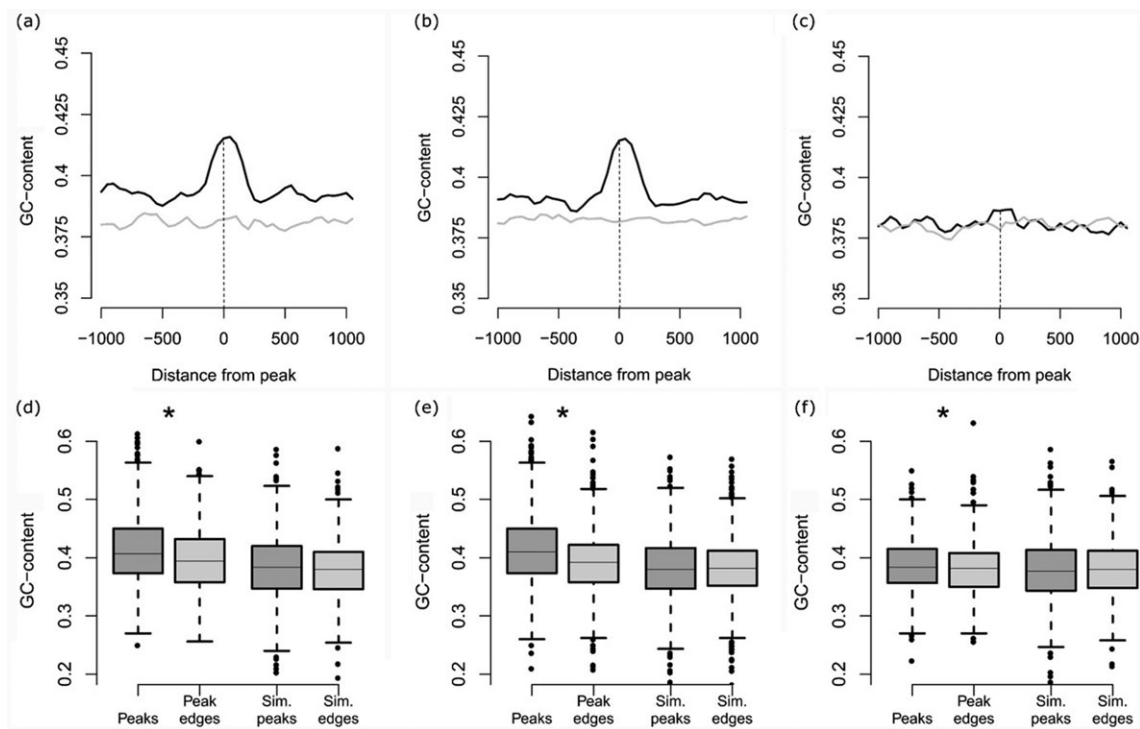 (a)
(b)
(c)
GC-content
0.35 0.375 0.4 0.425 0.45
-1000 -500 0 500 1000
Distance from peak
GC-content
0.35 0.375 0.4 0.425 0.45
-1000 -500 0 500 1000
Distance from peak
GC-content
0.35 0.375 0.4 0.425 0.45
-1000 -500 0 500 1000
Distance from peak
(d)
*
GC-content
0.2 0.3 0.4 0.5 0.6
Peaks
Peak
edges
Sim.
peaks
Sim.
edges
(e)
*
GC-content
0.2 0.3 0.4 0.5 0.6
Peaks
Peak
edges
Sim.
peaks
Sim.
edges
(f)
*
GC-content
0.2 0.3 0.4 0.5 0.6
Peaks
Peak
edges
Sim.
peaks
Sim.
edges